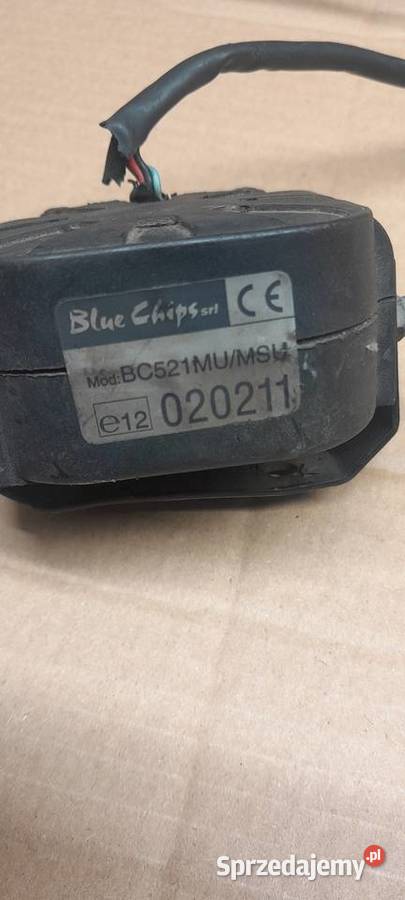 Blue Chips srl CE
Mod:BC521MU/MSU
e12 020211
Sprzedajemy.pl